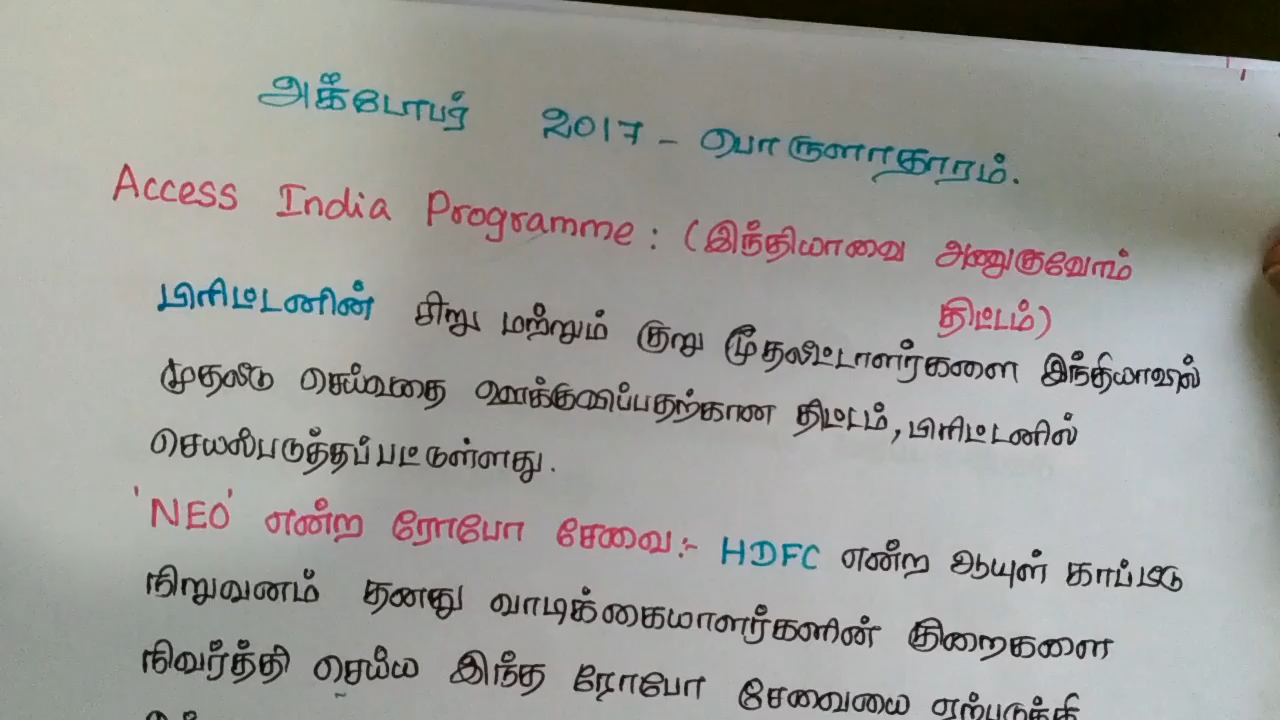 அக்டோபர் 2017 - பொருளாதாரம்.
Access India Programme : (இந்தியாவை அணுகுவோம்
திட்டம்)
பிரிட்டனின் சிறு மற்றும் குறு முதலீட்டாளர்களை இந்தியாவில்
முதலீடு செய்வதை ஊக்குவிப்பதற்கான திட்டம், பிரிட்டனில்
செயல்படுத்தப்பட்டுள்ளது.
'NEO' என்ற ரோபோ சேவை :- HDFC என்ற ஆயுள் காப்பீடு
நிறுவனம் தனது வாடிக்கையாளர்களின் குறைகளை
நிவர்த்தி செய்ய இந்த ரோபோ சேவையை ஏற்படுத்தி